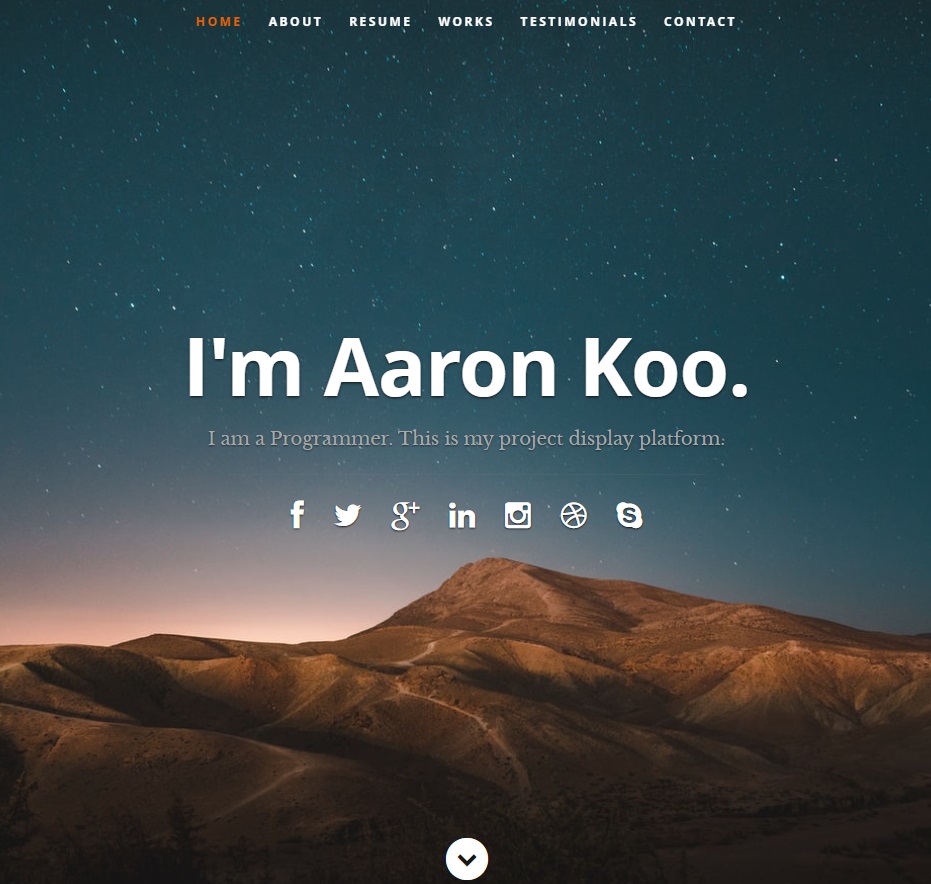 HOME ABOUT RESUME WORKS TESTIMONIALS CONTACT
I'm Aaron Koo.
I am a Programmer. This is my project display platform.